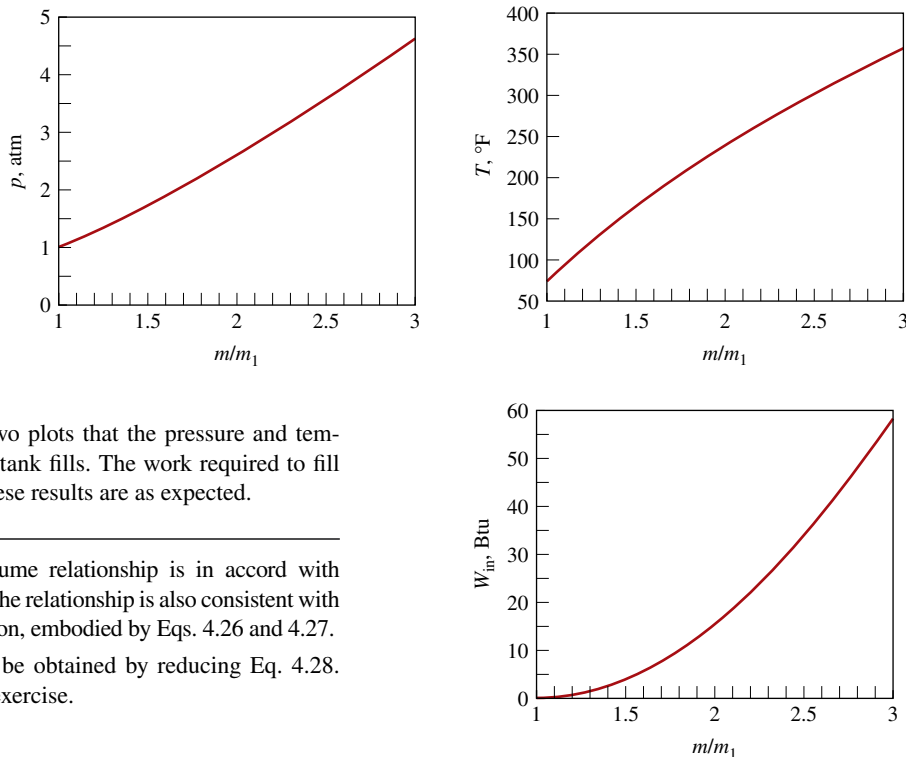 5
4
3
2
1
0
p, atm
1
1.5
2
2.5
3
m/m1
400
350
300
250
200
150
100
50
T, °F
1
1.5
2
2.5
3
m/m1
wo plots that the pressure and tem-
tank fills. The work required to fill
ese results are as expected.
ume relationship is in accord with
he relationship is also consistent with
on, embodied by Eqs. 4.26 and 4.27.
be obtained by reducing Eq. 4.28.
exercise.
60
50
40
30
20
10
0
Win, Btu
1
1.5
2
2.5
3
m/m1